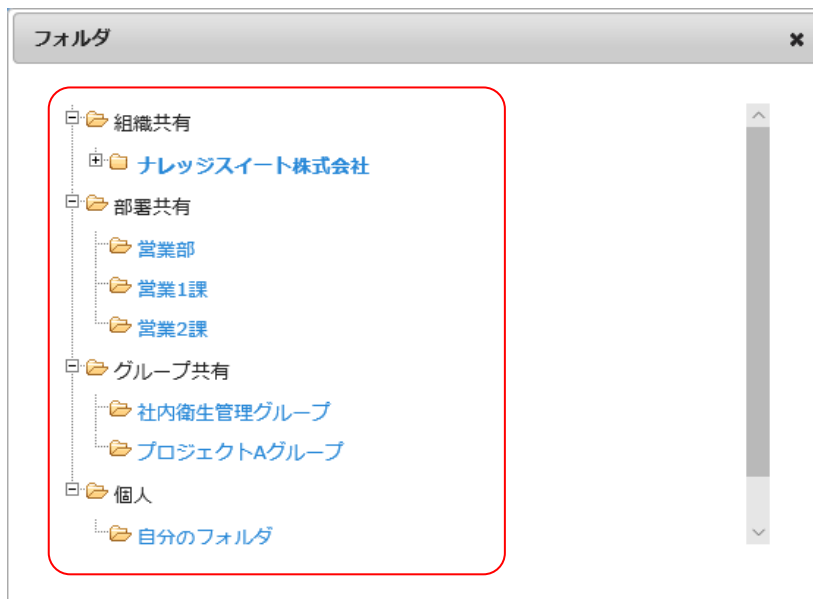 フォルダ
組織共有
ナレッジスイート株式会社
部署共有
営業部
営業1課
営業2課
グループ共有
社内衛生管理グループ
プロジェクトAグループ
個人
自分のフォルダ